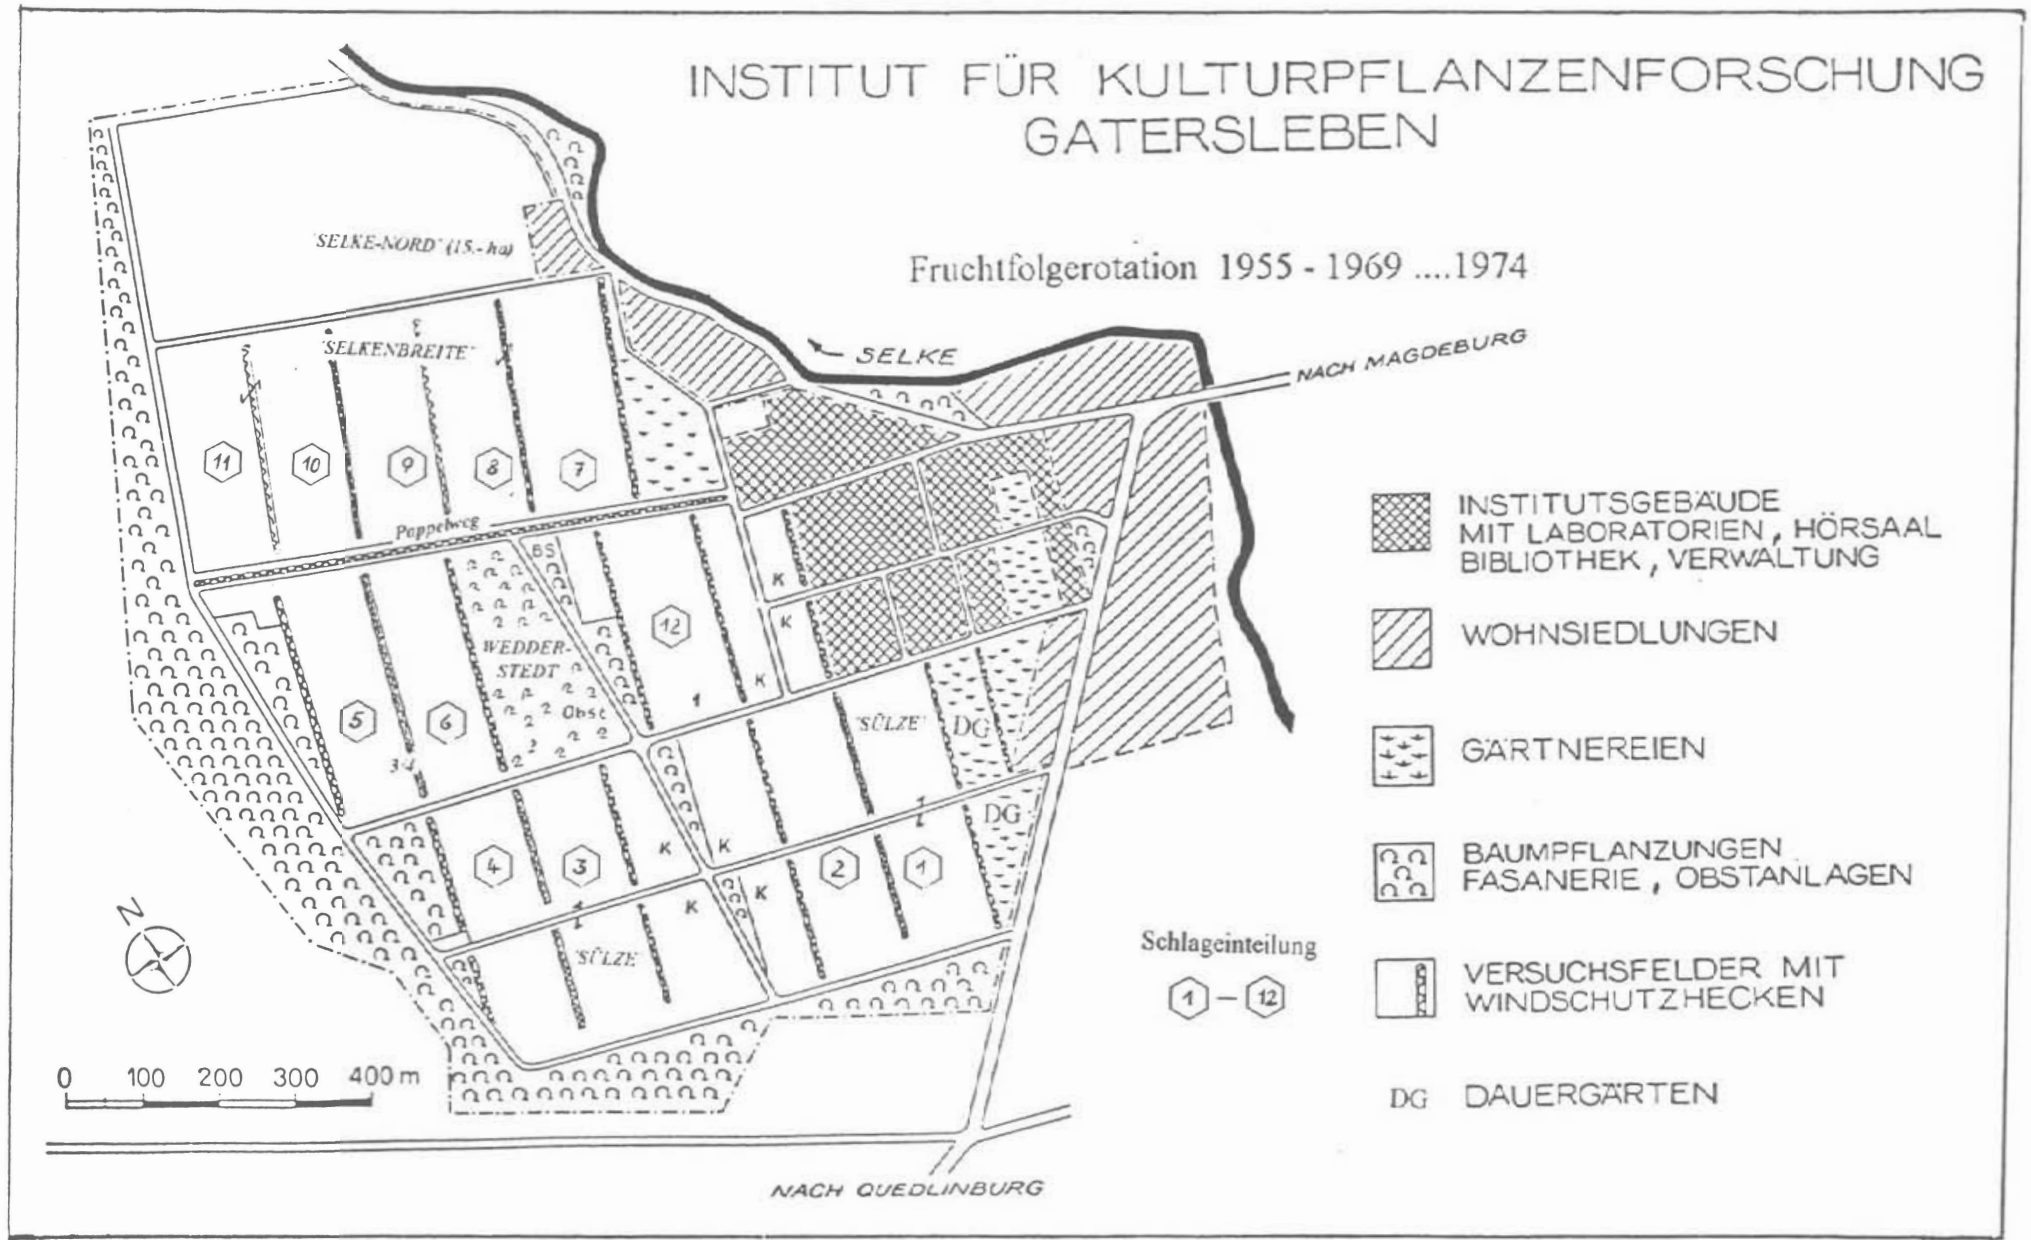 INSTITUT FÜR KULTURPFLANZENFORSCHUNG
GATERSLEBEN
Fruchtfolgerotation 1955 - 1969 ....1974
"SELKE-NORD" (15.- ha)
"SELKENBREITE"
SELKE
NACH MAGDEBURG
11
10
9
8
7
Pappelweg
BS
12
K
K
K
1
WEDDER-
STEDT
Obst
5
6
3-4
"SÜLZE"
DG
DG
4
3
K
K
K
K
2
1
"SÜLZE"
N
0 100 200 300 400 m
NACH QUEDLINBURG
INSTITUTSGEBÄUDE
MIT LABORATORIEN, HÖRSAAL
BIBLIOTHEK, VERWALTUNG
WOHNSIEDLUNGEN
GÄRTNEREIEN
BAUMPFLANZUNGEN
FASANERIE, OBSTANLAGEN
Schlageinteilung
1 – 12
VERSUCHSFELDER MIT
WINDSCHUTZHECKEN
DG DAUERGÄRTEN